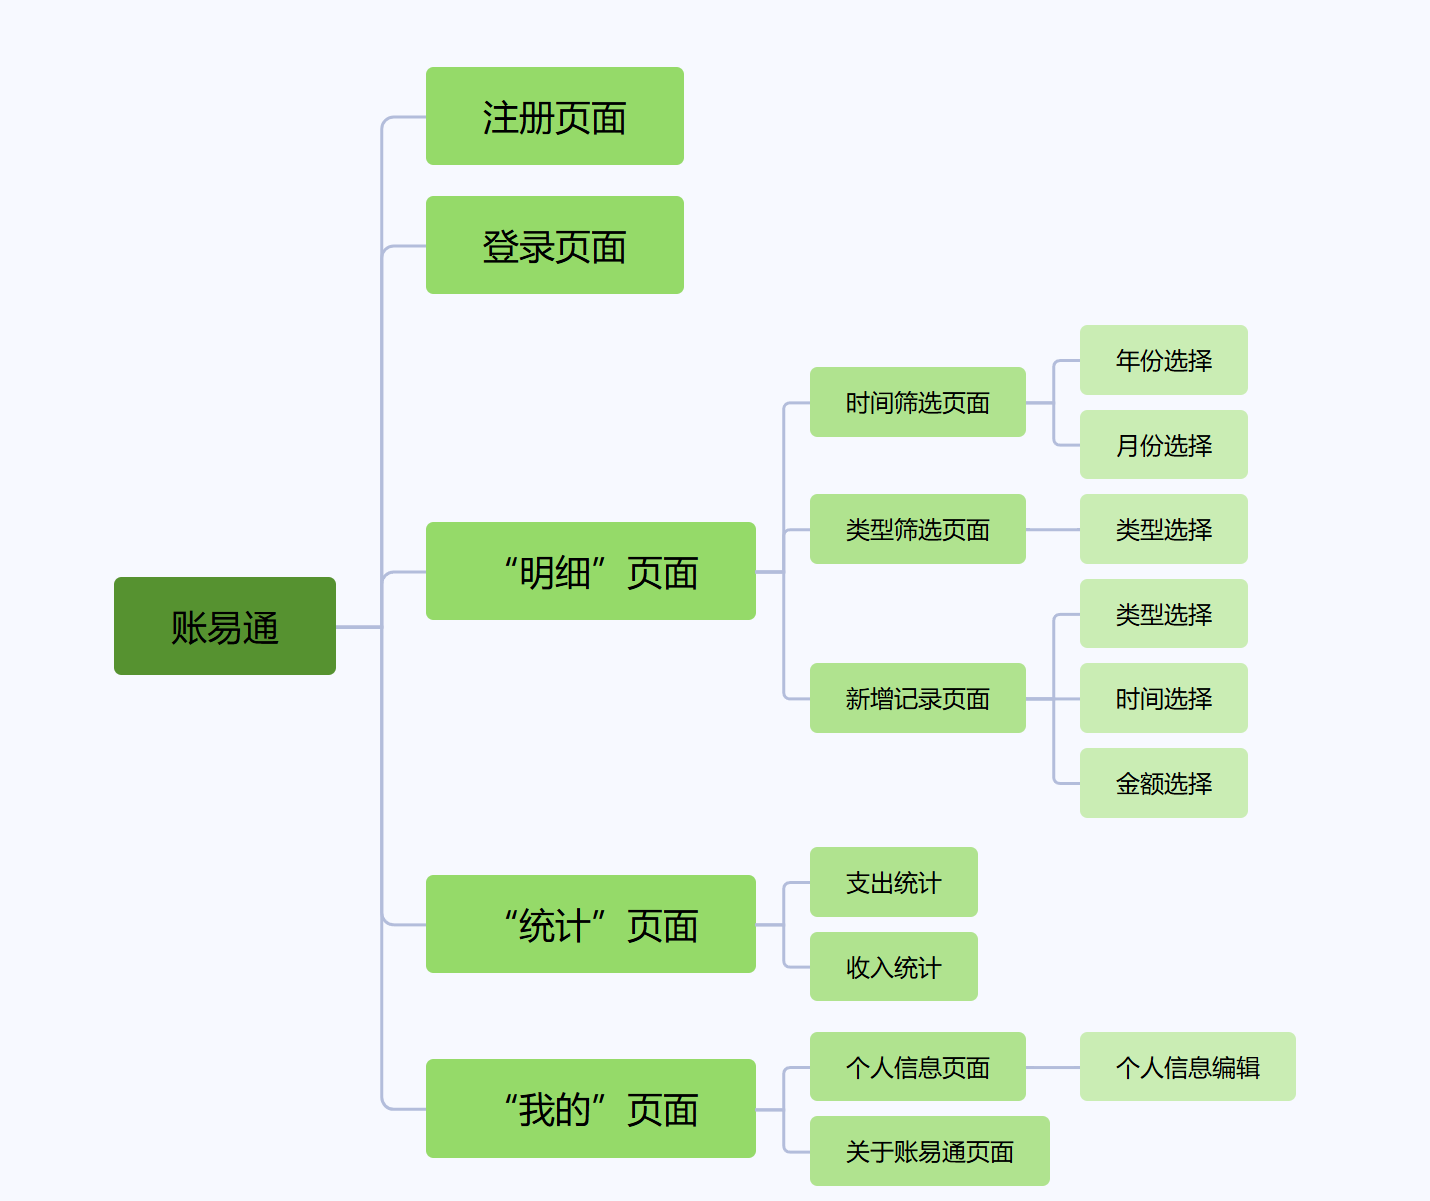 注册页面
登录页面
年份选择
时间筛选页面
月份选择
类型筛选页面
类型选择
“明细”页面
类型选择
账易通
新增记录页面
时间选择
金额选择
支出统计
“统计”页面
收入统计
个人信息页面
个人信息编辑
“我的”页面
关于账易通页面